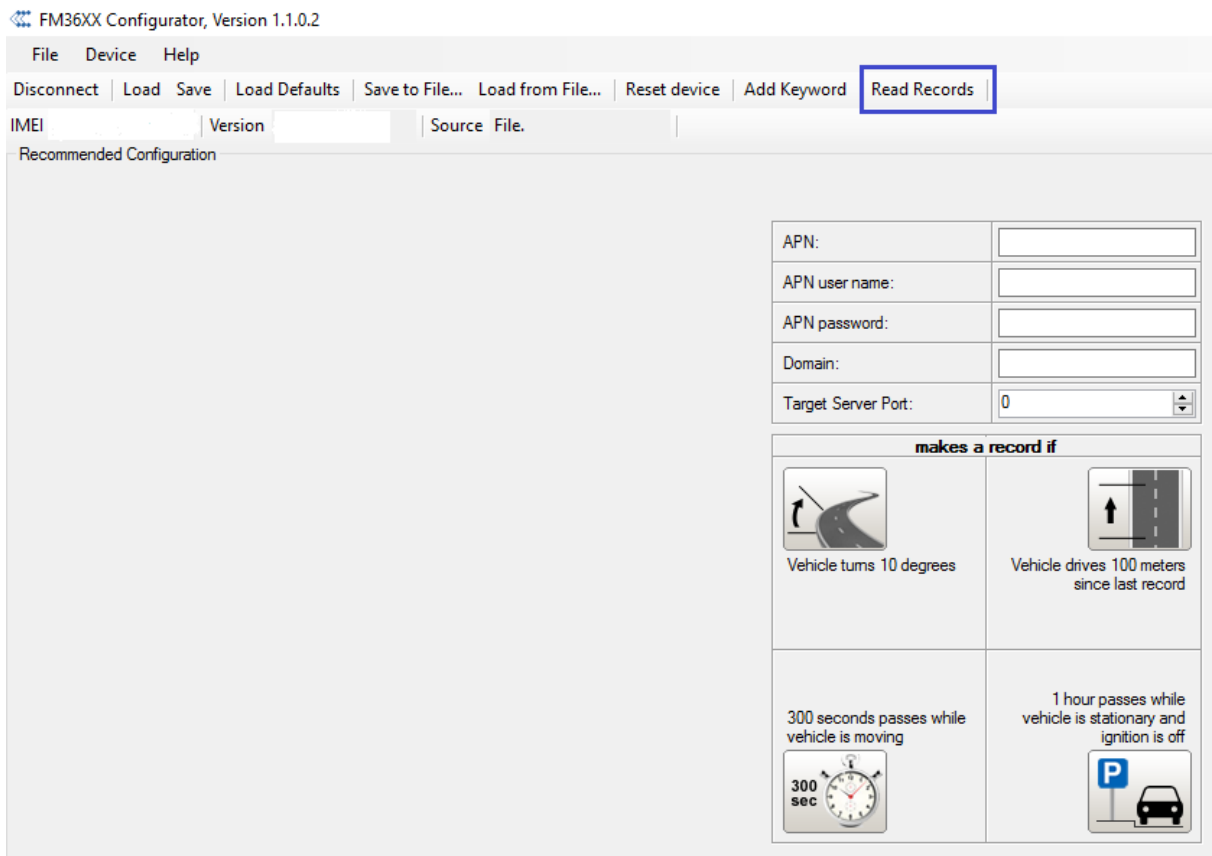 FM36XX Configurator, Version 1.1.0.2
File Device Help
Disconnect Load Save Load Defaults Save to File... Load from File... Reset device Add Keyword Read Records
IMEI Version Source File.
Recommended Configuration
APN:
APN user name:
APN password:
Domain:
Target Server Port: 0
makes a record if
Vehicle turns 10 degrees
Vehicle drives 100 meters
since last record
300 seconds passes while
vehicle is moving
300
sec
1 hour passes while
vehicle is stationary and
ignition is off
P